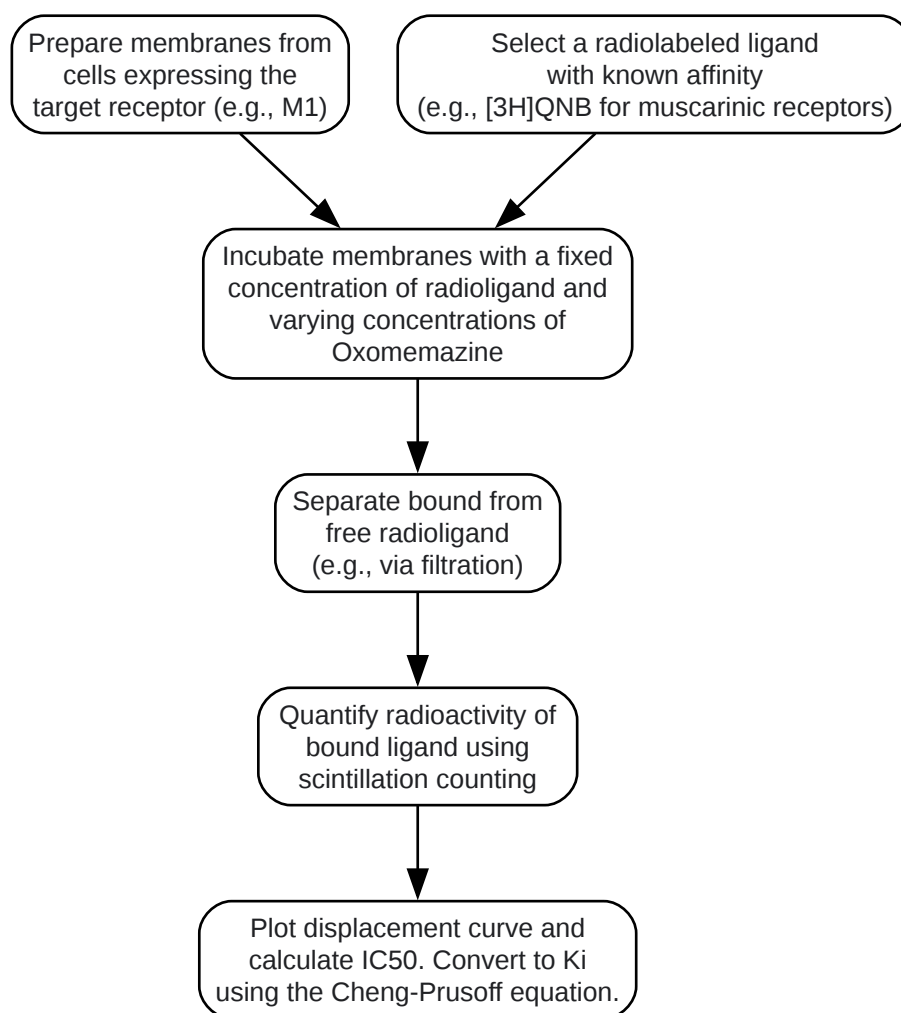 Prepare membranes from
cells expressing the
target receptor (e.g., M1)
Select a radiolabeled ligand
with known affinity
(e.g., [3H]QNB for muscarinic receptors)
Incubate membranes with a fixed
concentration of radioligand and
varying concentrations of
Oxomemazine
Separate bound from
free radioligand
(e.g., via filtration)
Quantify radioactivity of
bound ligand using
scintillation counting
Plot displacement curve and
calculate IC50. Convert to Ki
using the Cheng-Prusoff equation.